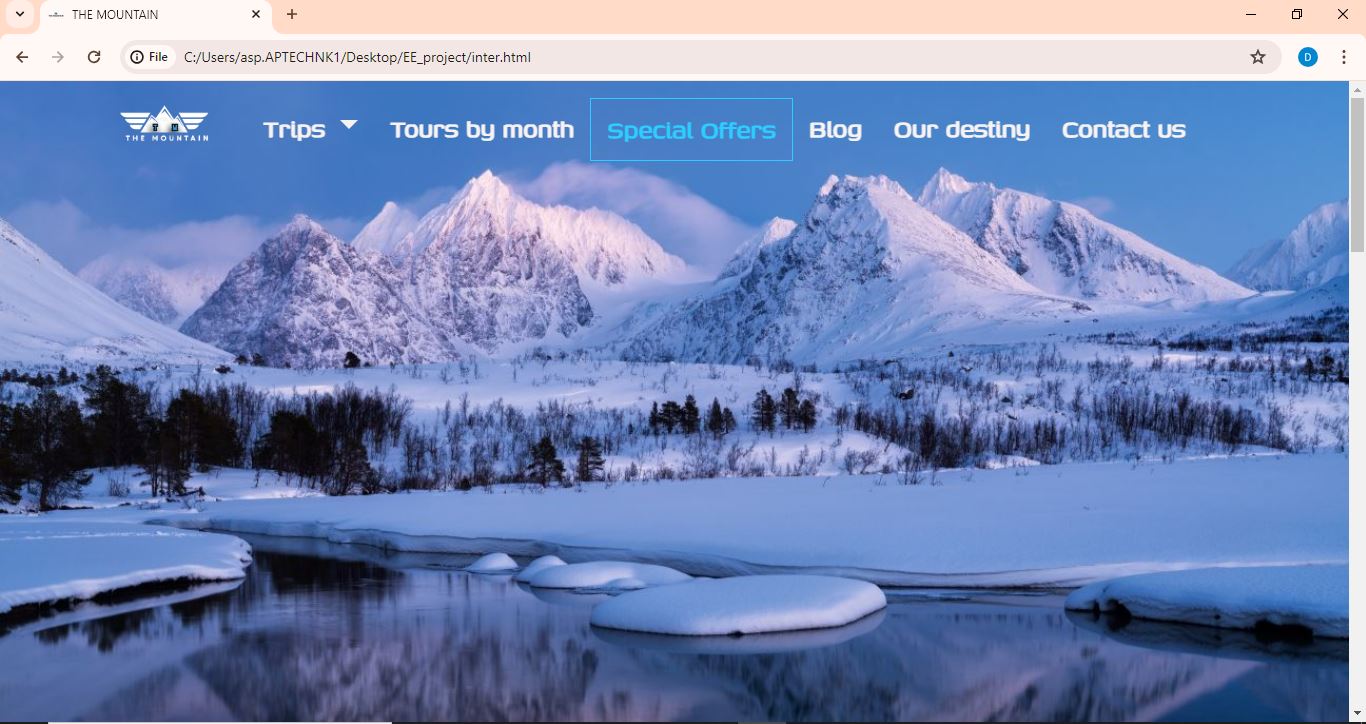 THE MOUNTAIN
File C:/Users/asp.APTECHNK1/Desktop/EE_project/inter.html
D
T M
THE MOUNTAIN
Trips Tours by month Special Offers Blog Our destiny Contact us